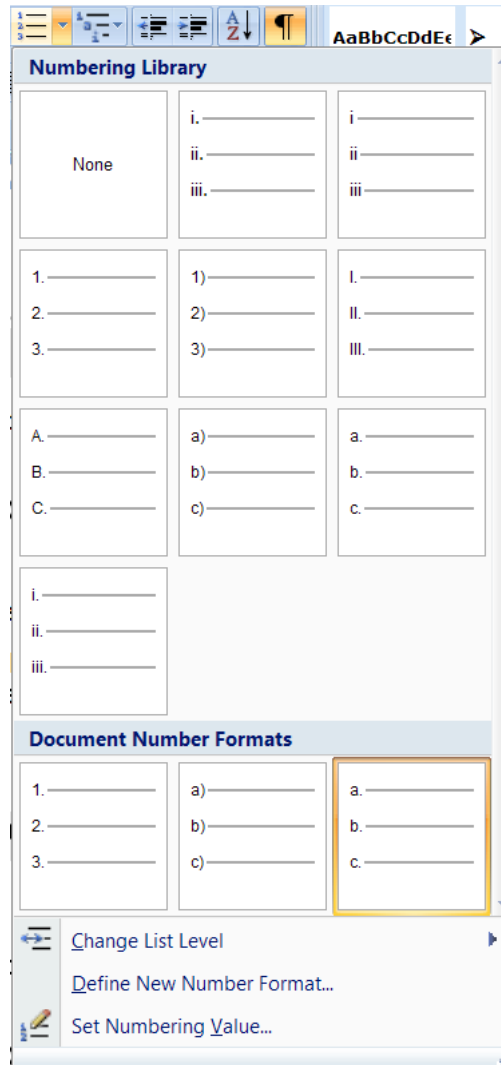 AaBbCcDdEe
Numbering Library
None
i.
ii.
iii.
i
ii
iii
1.
2.
3.
1)
2)
3)
I.
II.
III.
A.
B.
C.
a)
b)
c)
a.
b.
c.
i.
ii.
iii.
Document Number Formats
1.
2.
3.
a)
b)
c)
a.
b.
c.
Change List Level
Define New Number Format...
Set Numbering Value...